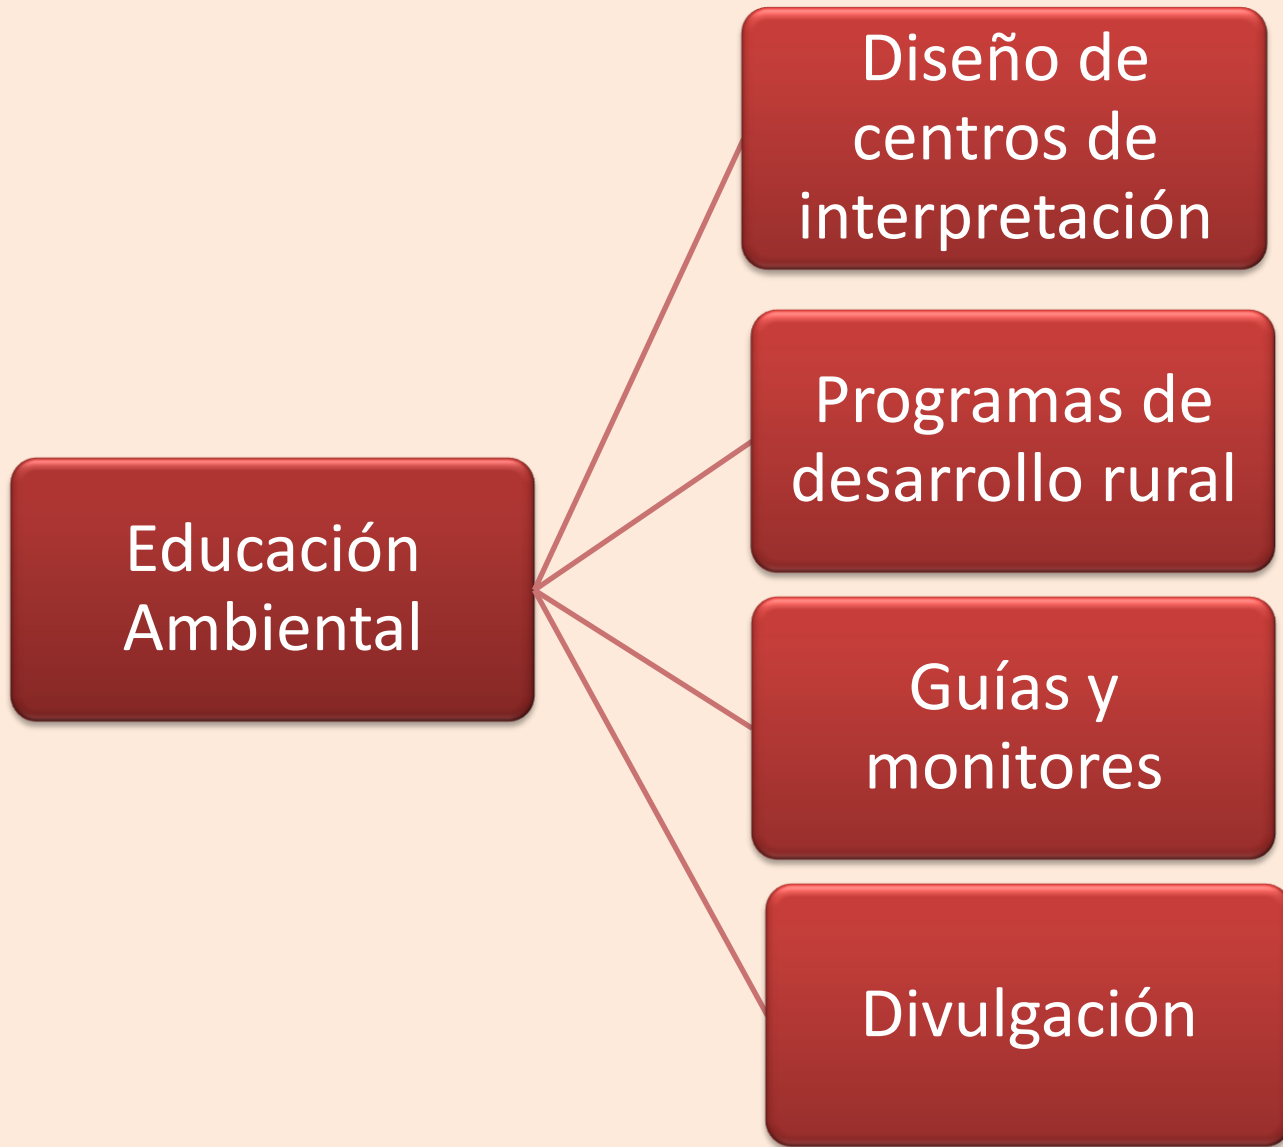 Educación
Ambiental
Diseño de
centros de
interpretación
Programas de
desarrollo rural
Guías y
monitores
Divulgación